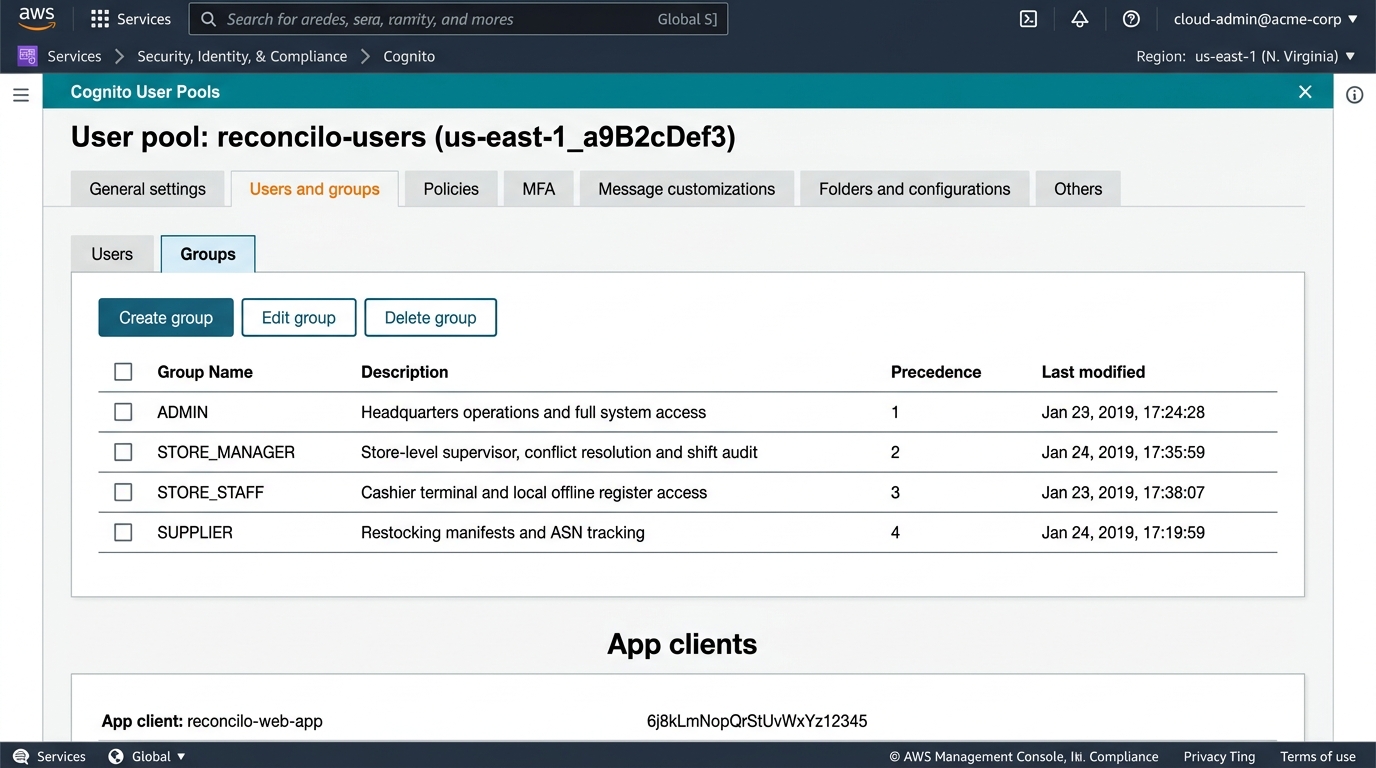 aws
Services
Search for aredes, sera, ramrity, and mores
Global S]
cloud-admin@acme-corp
Services
Security, Identity, & Compliance
Cognito
Region: us-east-1 (N. Virginia)
Cognito User Pools
User pool: reconcilo-users (us-east-1_a9B2cDef3)
General settings
Users and groups
Policies
MFA
Message customizations
Folders and configurations
Others
Users
Groups
Create group
Edit group
Delete group
Group Name Description Precedence Last modified
ADMIN Headquarters operations and full system access 1 Jan 23, 2019, 17:24:28
STORE_MANAGER Store-level supervisor, conflict resolution and shift audit 2 Jan 24, 2019, 17:35:59
STORE_STAFF Cashier terminal and local offline register access 3 Jan 23, 2019, 17:38:07
SUPPLIER Restocking manifests and ASN tracking 4 Jan 24, 2019, 17:19:59
App clients
App client: reconcilo-web-app 6j8kLmNopQrStUvWxYz12345
Services
Global
© AWS Management Console, Compliance
Privacy Ting
Terms of use